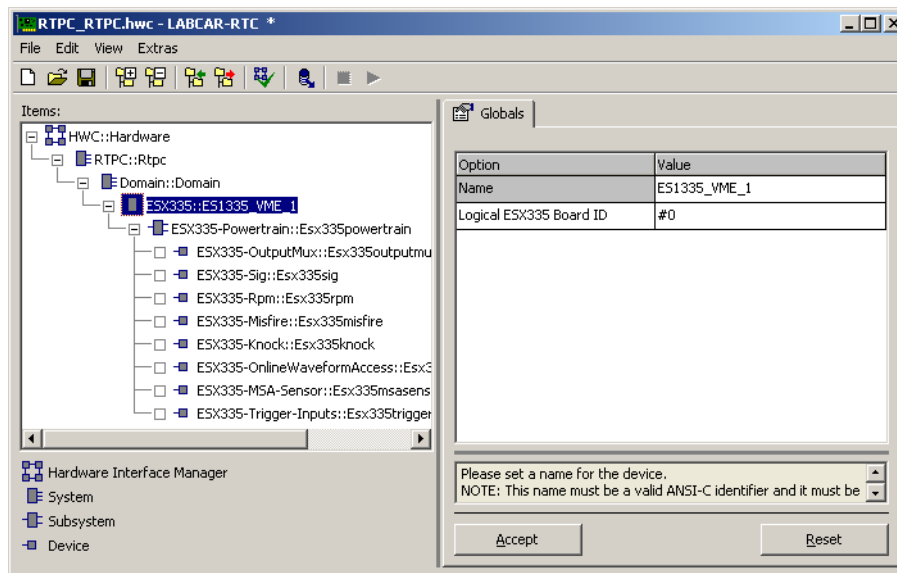 RTPC_RTPC.hwc - LABCAR-RTC *
File Edit View Extras
Items:
HWC::Hardware
RTPC::Rtpc
Domain::Domain
ESX335::ES1335_VME_1
ESX335-Powertrain::Esx335powertrain
ESX335-OutputMux::Esx335outputmu
ESX335-Sig::Esx335sig
ESX335-Rpm::Esx335rpm
ESX335-Misfire::Esx335misfire
ESX335-Knock::Esx335knock
ESX335-OnlineWaveformAccess::Esx3
ESX335-MSA-Sensor::Esx335msasens
ESX335-Trigger-Inputs::Esx335trigger
Hardware Interface Manager
System
Subsystem
Device
Globals
Option Value
Name ES1335_VME_1
Logical ESX335 Board ID #0
Please set a name for the device.
NOTE: This name must be a valid ANSI-C identifier and it must be
Accept Reset